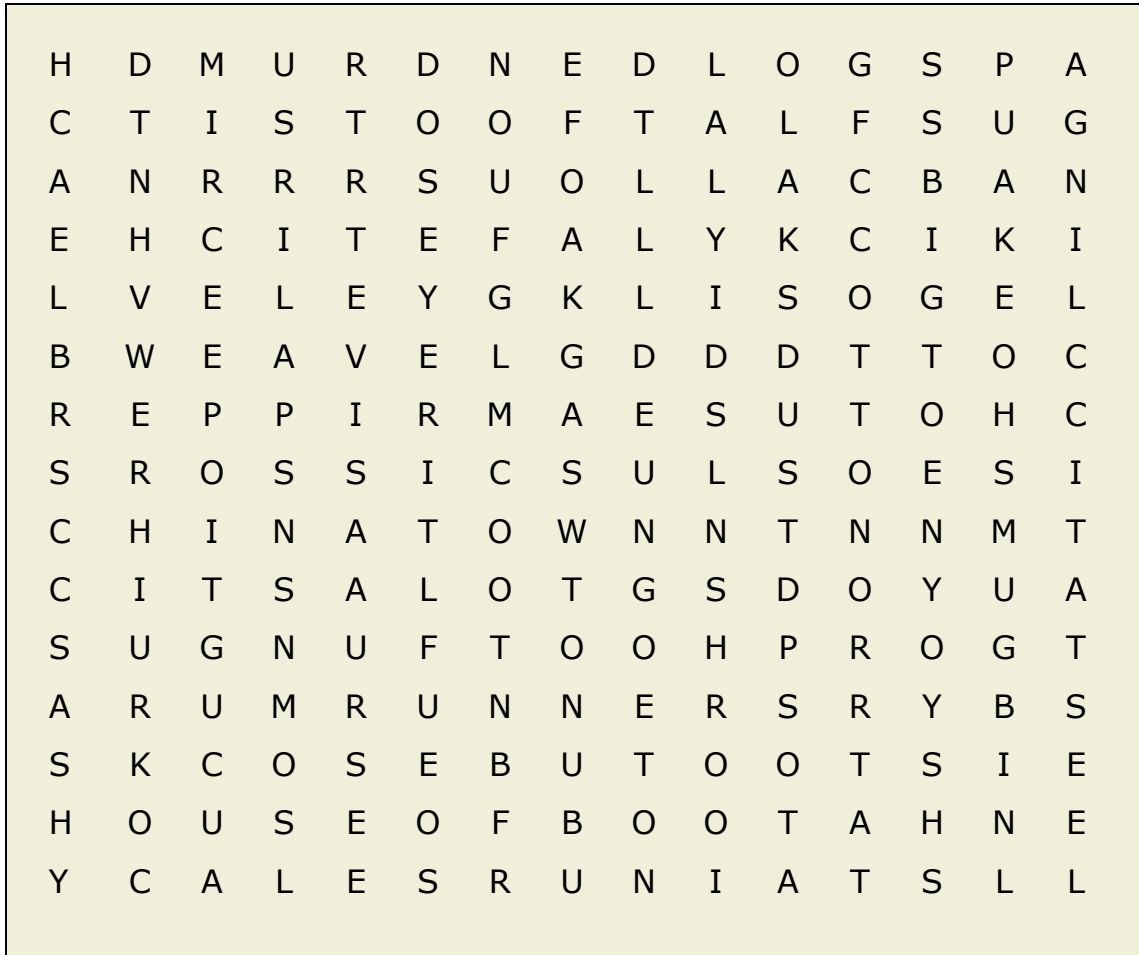 H D M U R D N E D L O G S P A
C T I S T O O F T A L F S U G
A N R R R S U O L L A C B A N
E H C I T E F A L Y K C I K I
L V E L E Y G K L I S O G E L
B W E A V E L G D D D T T O C
R E P P I R M A E S U T O H C
S R O S S I C S U L S O E S I
C H I N A T O W N N T N N M T
C I T S A L O T G S D O Y U A
S U G N U F T O O H P R O G T
A R U M R U N N E R S R Y B S
S K C O S E B U T O O T S I E
H O U S E O F B O O T A H N E
Y C A L E S R U N I A T S L L